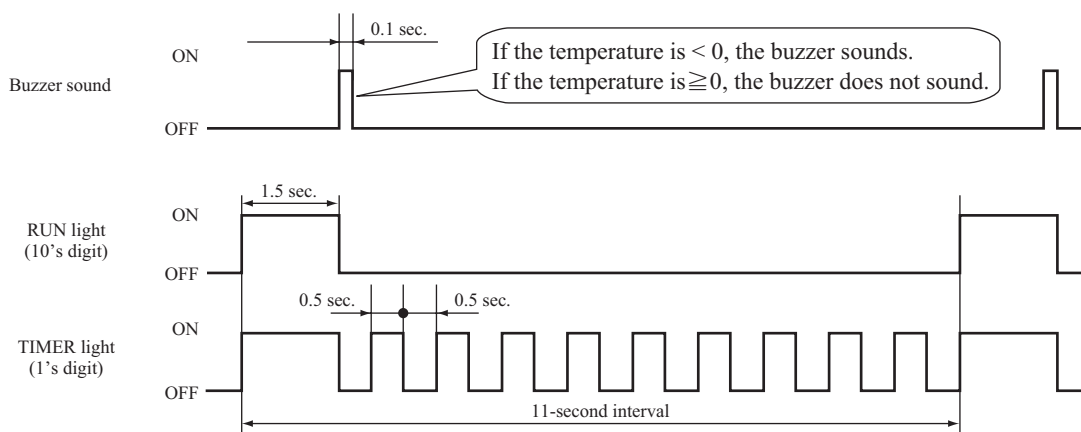 0.1 sec.
ON
If the temperature is < 0, the buzzer sounds.
If the temperature is ≧0, the buzzer does not sound.
Buzzer sound
OFF
1.5 sec.
ON
RUN light
(10's digit)
OFF
0.5 sec.
0.5 sec.
ON
TIMER light
(1's digit)
OFF
11-second interval